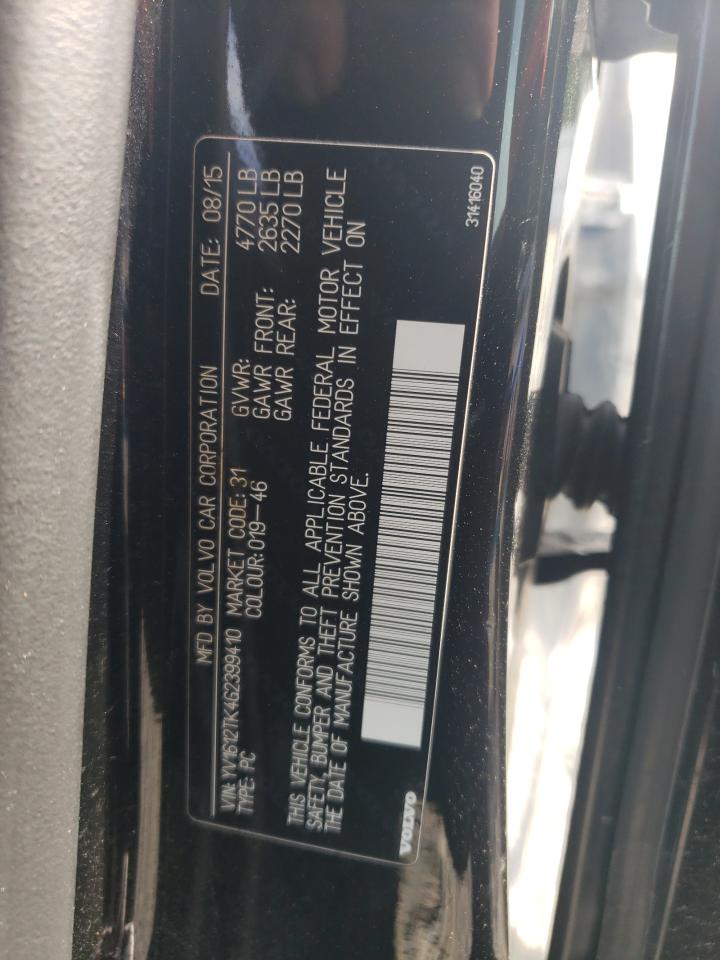 MFD BY VOLVO CAR CORPORATION DATE: 08/15
VIN: YV1612TK4G2399410 MARKET CODE: 31 GVWR: 4770 LB
TYPE: PC COLOUR: 019-46 GAWR FRONT: 2635 LB
GAWR REAR: 2270 LB
THIS VEHICLE CONFORMS TO ALL APPLICABLE FEDERAL MOTOR VEHICLE
SAFETY, BUMPER AND THEFT PREVENTION STANDARDS IN EFFECT ON
THE DATE OF MANUFACTURE SHOWN ABOVE.
VOLVO
31416040